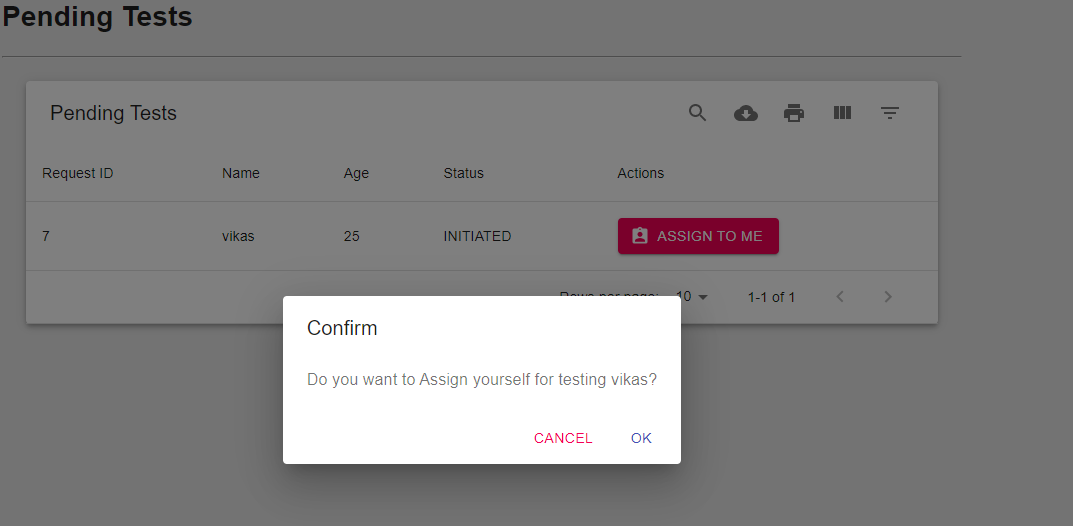 Pending Tests
Pending Tests
Request ID Name Age Status Actions
7 vikas 25 INITIATED ASSIGN TO ME
Rows per page: 10 1-1 of 1
Confirm
Do you want to Assign yourself for testing vikas?
CANCEL OK